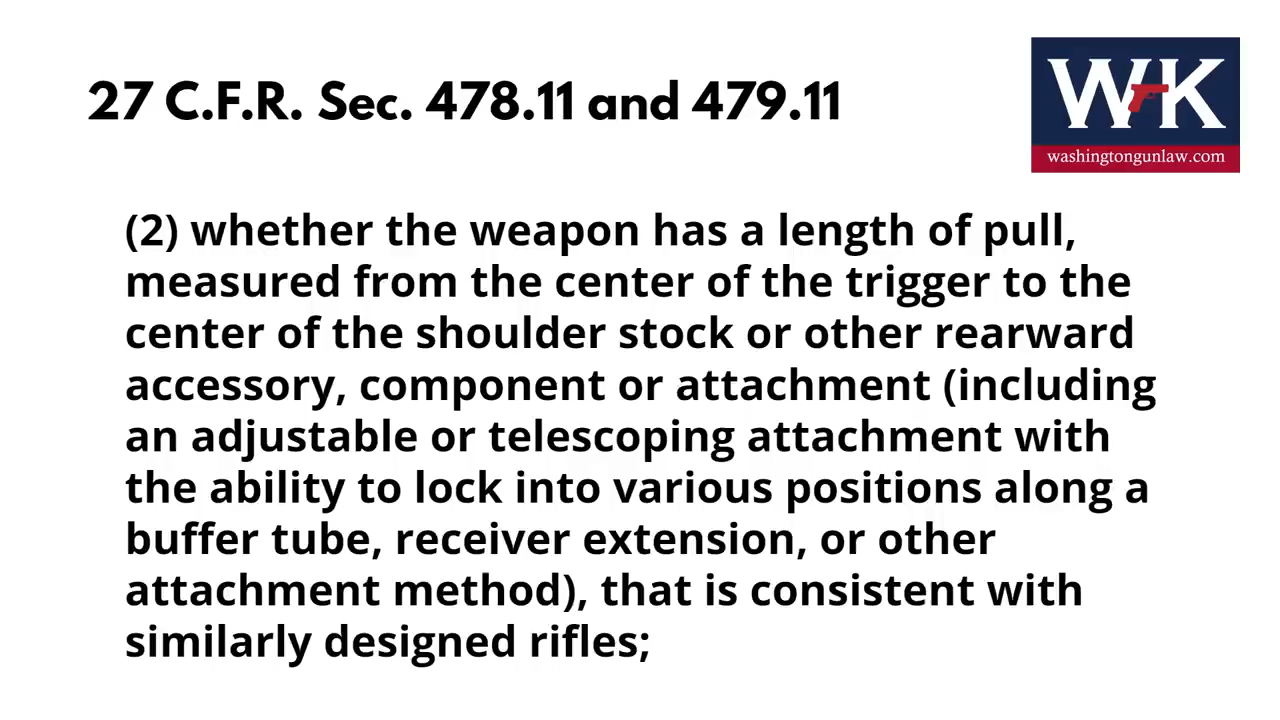 27 C.F.R. Sec. 478.11 and 479.11
WK
washingtongunlaw.com
(2) whether the weapon has a length of pull,
measured from the center of the trigger to the
center of the shoulder stock or other rearward
accessory, component or attachment (including
an adjustable or telescoping attachment with
the ability to lock into various positions along a
buffer tube, receiver extension, or other
attachment method), that is consistent with
similarly designed rifles;